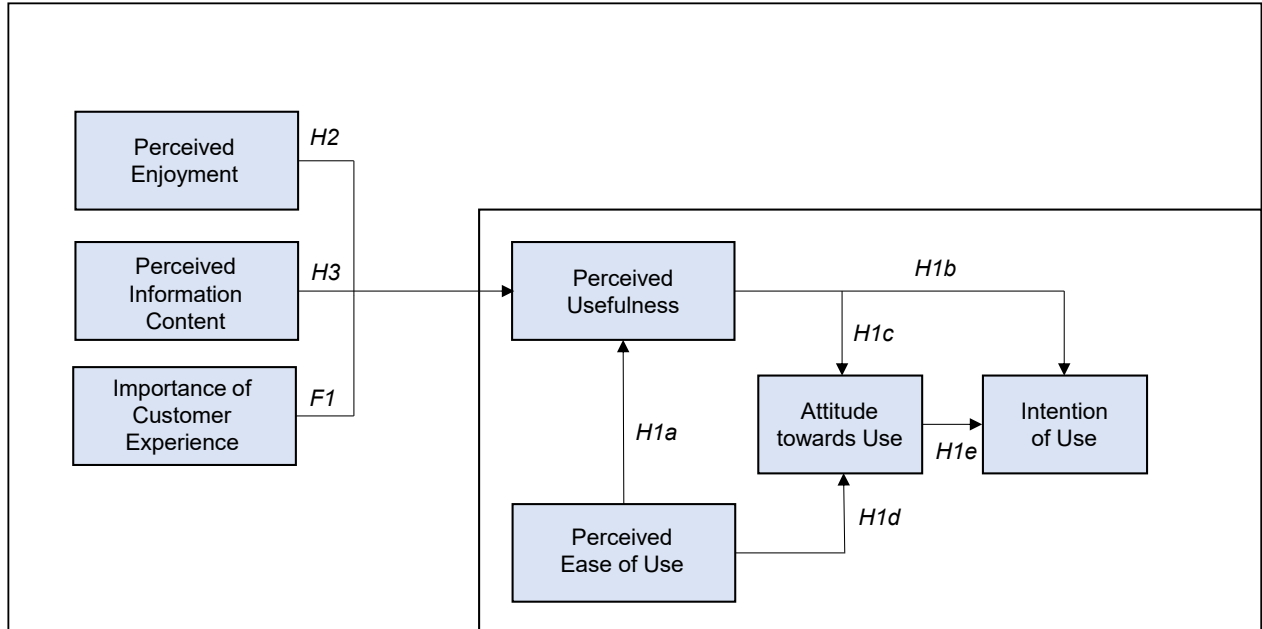 Perceived
Enjoyment
H2
Perceived
Information
Content
H3
Importance of
Customer
Experience
F1
Perceived
Usefulness
H1b
H1c
H1a
Attitude
towards Use
H1e
Intention
of Use
Perceived
Ease of Use
H1d